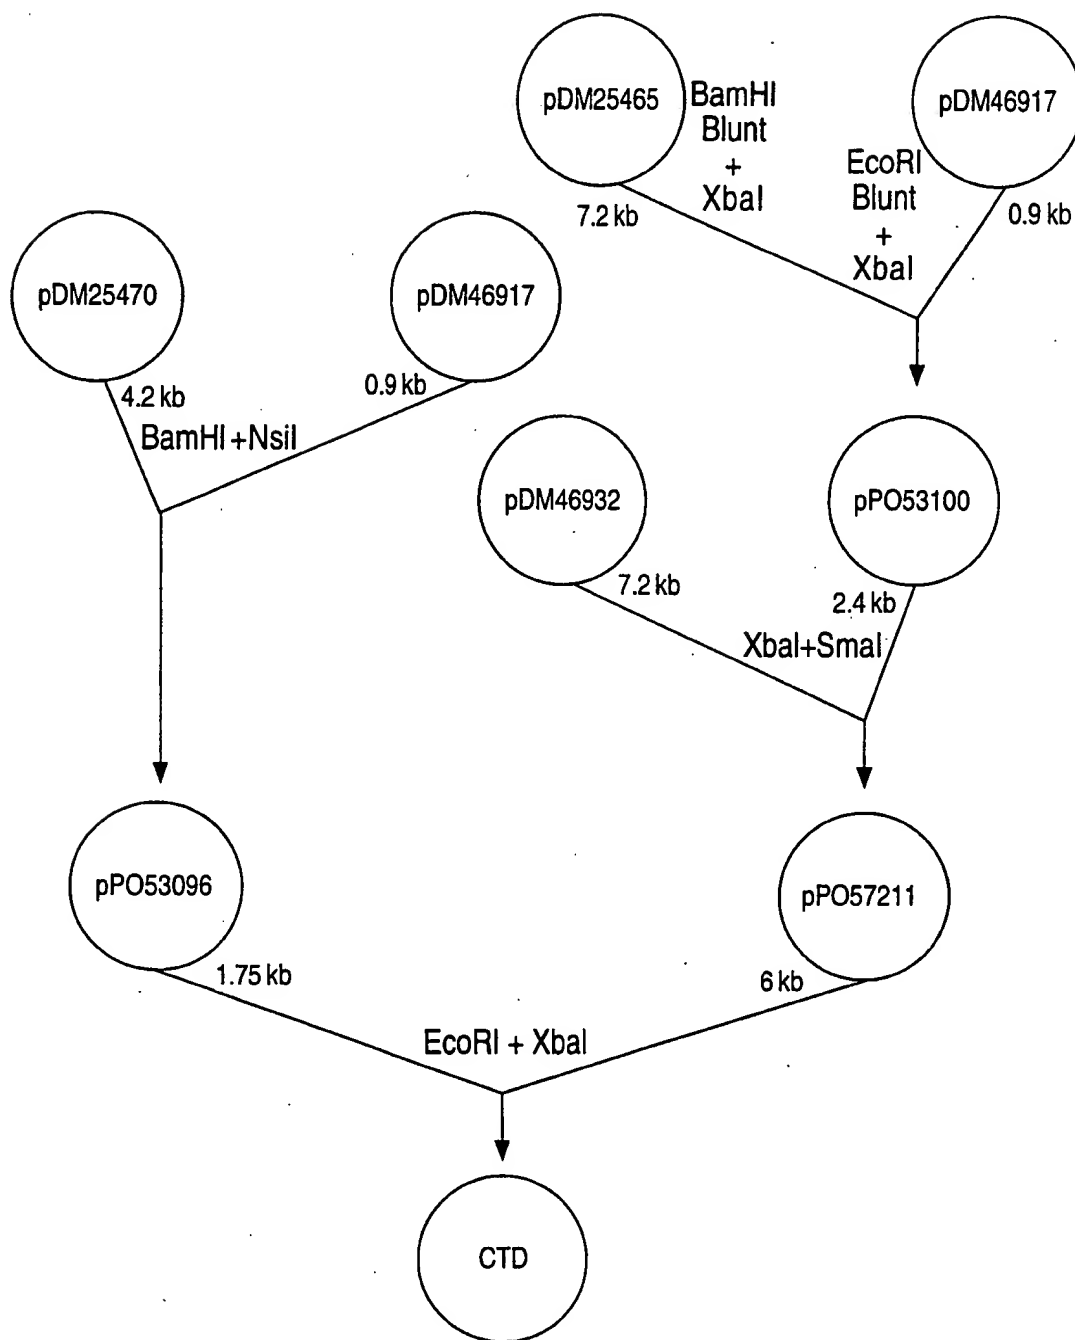 pDM25465
BamHI
Blunt
+
XbaI
pDM46917
EcoRI
Blunt
+
XbaI
7.2 kb
0.9 kb
pDM25470
pDM46917
4.2 kb
0.9 kb
BamHI +NsiI
pDM46932
pPO53100
7.2 kb
2.4 kb
XbaI+SmaI
pPO53096
pPO57211
1.75 kb
6 kb
EcoRI + XbaI
CTD